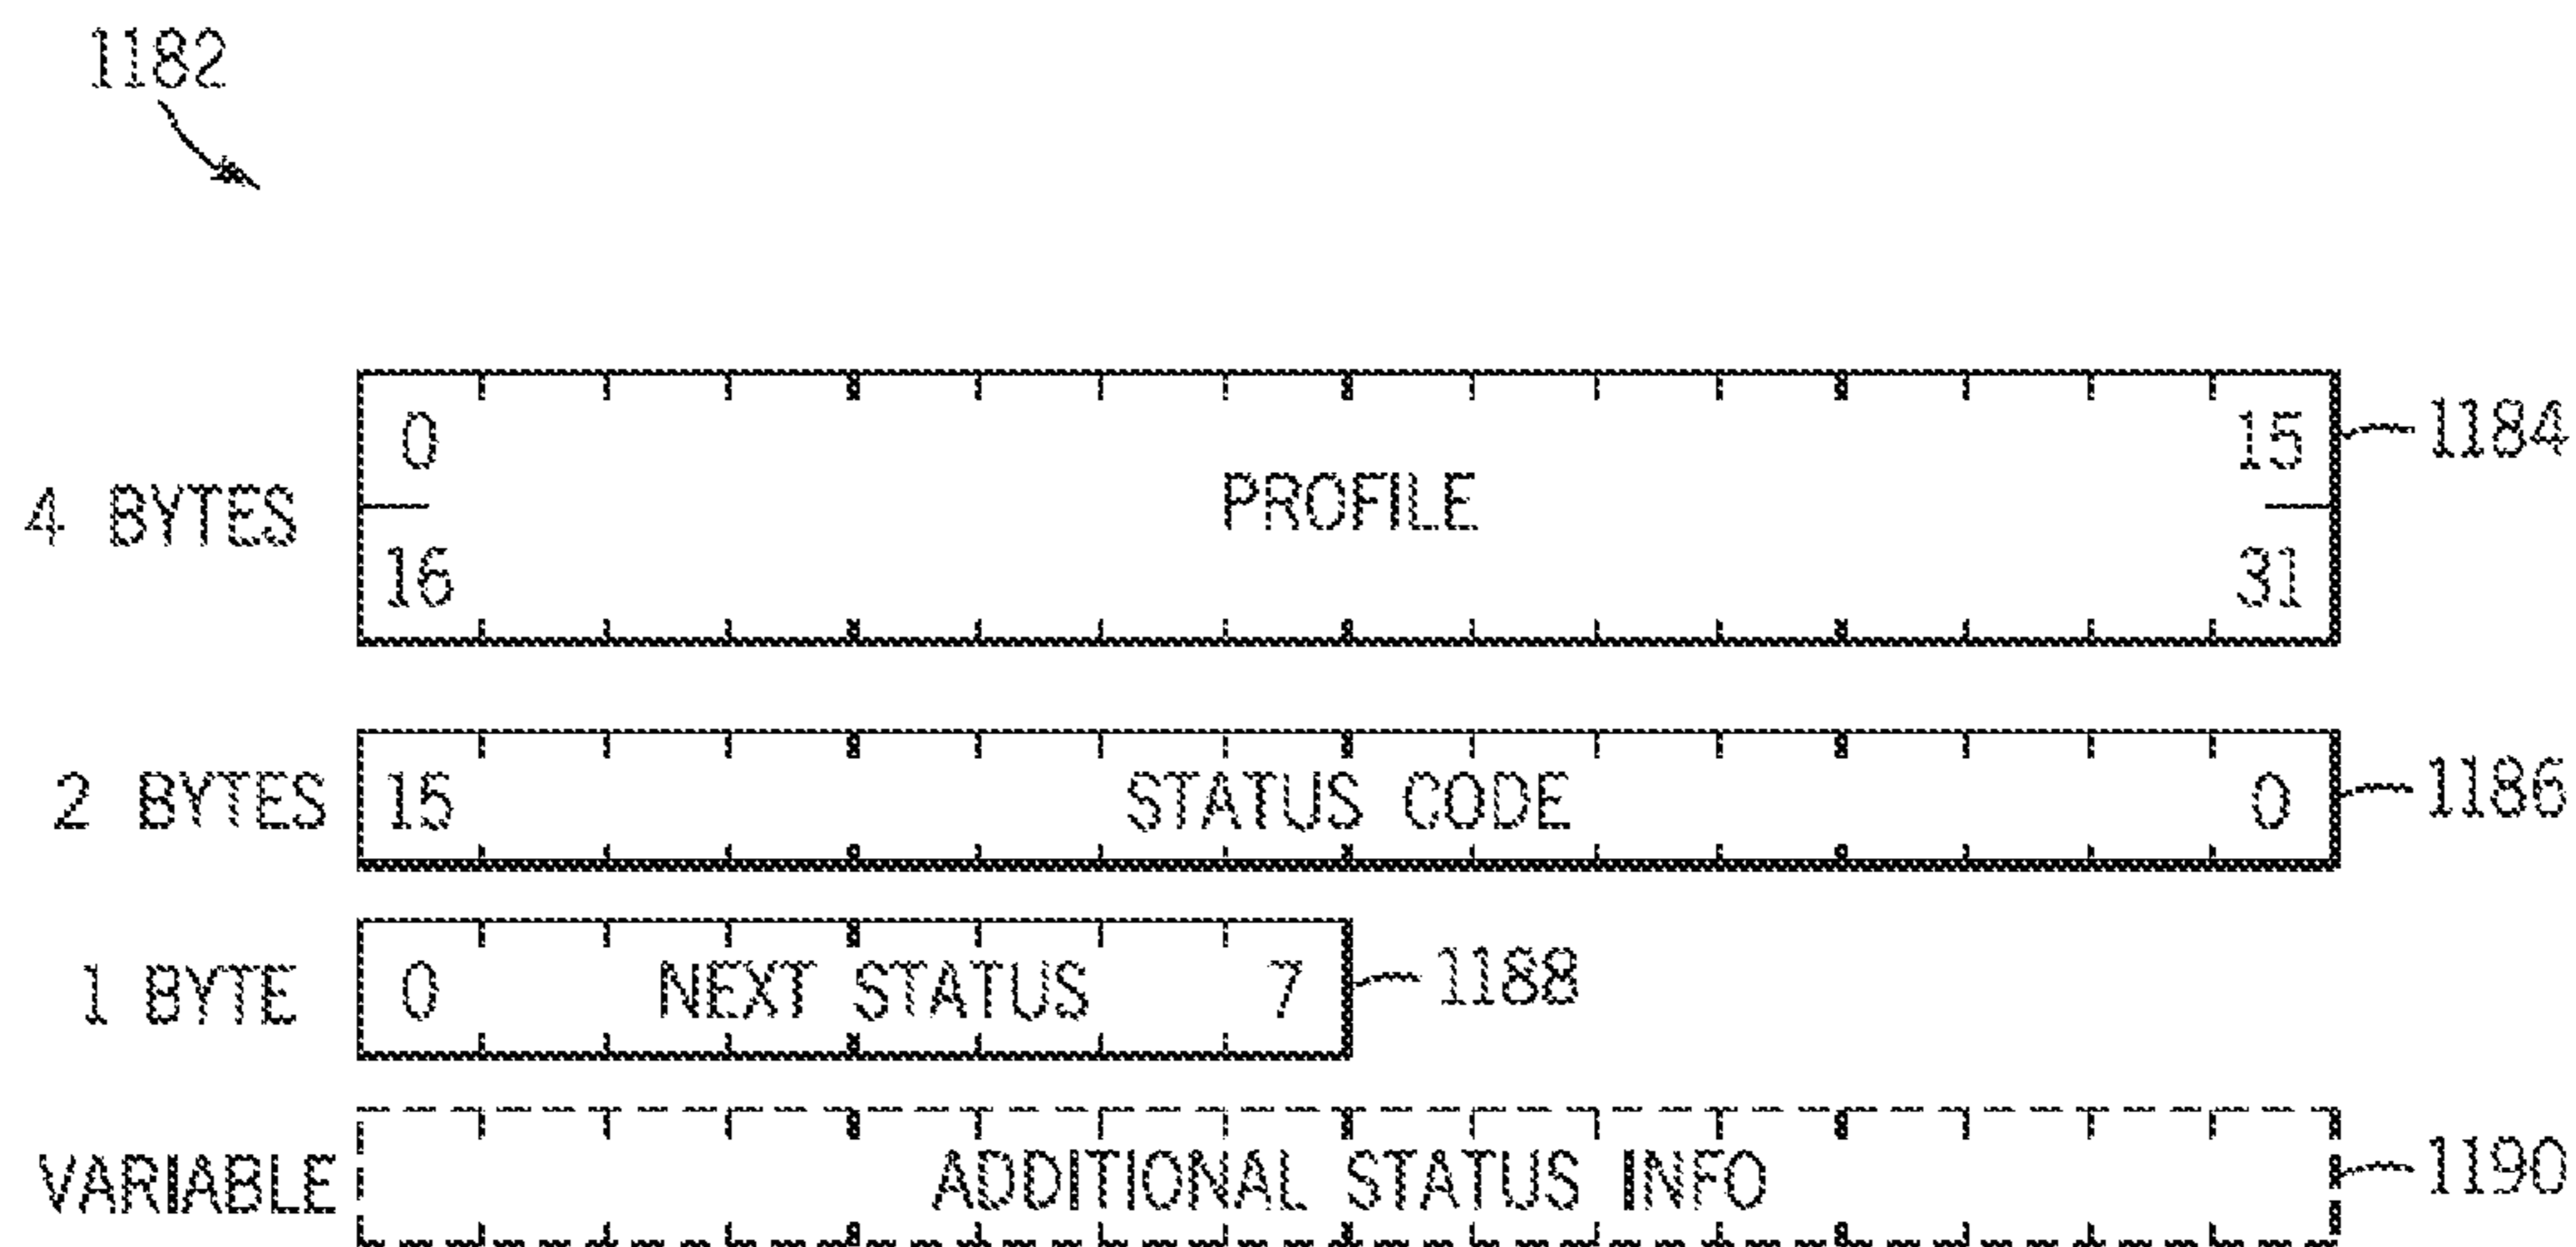 1182
0 15 1184
4 BYTES PROFILE
16 31
2 BYTES 15 STATUS CODE 0 1186
1 BYTE 0 NEXT STATUS 7 1188
VARIABLE ADDITIONAL STATUS INFO 1190